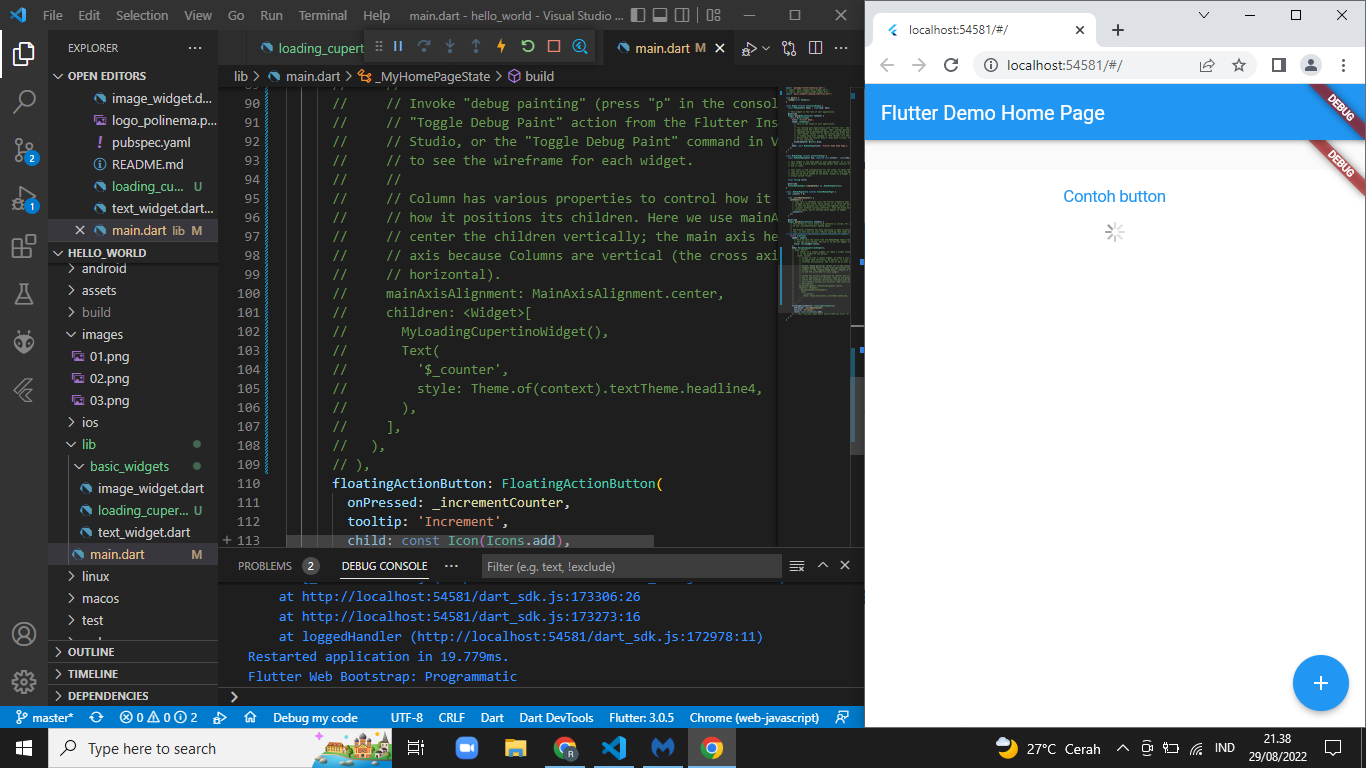 File Edit Selection View Go Run Terminal Help main.dart - hello_world - Visual Studio ...
EXPLORER
OPEN EDITORS
image_widget.d...
logo_polinema.p...
! pubspec.yaml
README.md
loading_cu... U
text_widget.dart...
main.dart lib M
HELLO_WORLD
android
assets
build
images
01.png
02.png
03.png
ios
lib
basic_widgets
image_widget.dart
loading_cuper... U
text_widget.dart
main.dart M
linux
macos
test
OUTLINE
TIMELINE
DEPENDENCIES
2
1
loading_cupert
main.dart M
lib > main.dart > _MyHomePageState > build
89 // //
90 // // Invoke "debug painting" (press "p" in the consol
91 // // "Toggle Debug Paint" action from the Flutter Ins
92 // // Studio, or the "Toggle Debug Paint" command in V
93 // // to see the wireframe for each widget.
94 // //
95 // // Column has various properties to control how it
96 // // how it positions its children. Here we use mainA
97 // // center the children vertically; the main axis he
98 // // axis because Columns are vertical (the cross axi
99 // // horizontal).
100 // mainAxisAlignment: MainAxisAlignment.center,
101 // children: <Widget>[
102 // MyLoadingCupertinoWidget(),
103 // Text(
104 // '$_counter',
105 // style: Theme.of(context).textTheme.headline4,
106 // ),
107 // ],
108 // ),
109 // ),
110 floatingActionButton: FloatingActionButton(
111 onPressed: _incrementCounter,
112 tooltip: 'Increment',
113 child: const Icon(Icons.add),
PROBLEMS 2 DEBUG CONSOLE ... Filter (e.g. text, !exclude)
at http://localhost:54581/dart_sdk.js:173306:26
at http://localhost:54581/dart_sdk.js:173273:16
at loggedHandler (http://localhost:54581/dart_sdk.js:172978:11)
Restarted application in 19.779ms.
Flutter Web Bootstrap: Programmatic
master* 0 0 2 Debug my code UTF-8 CRLF Dart Dart DevTools Flutter: 3.0.5 Chrome (web-javascript)
localhost:54581/#/
localhost:54581/#/
Flutter Demo Home Page
DEBUG
DEBUG
Contoh button
Type here to search
27°C Cerah
IND
21.38
29/08/2022